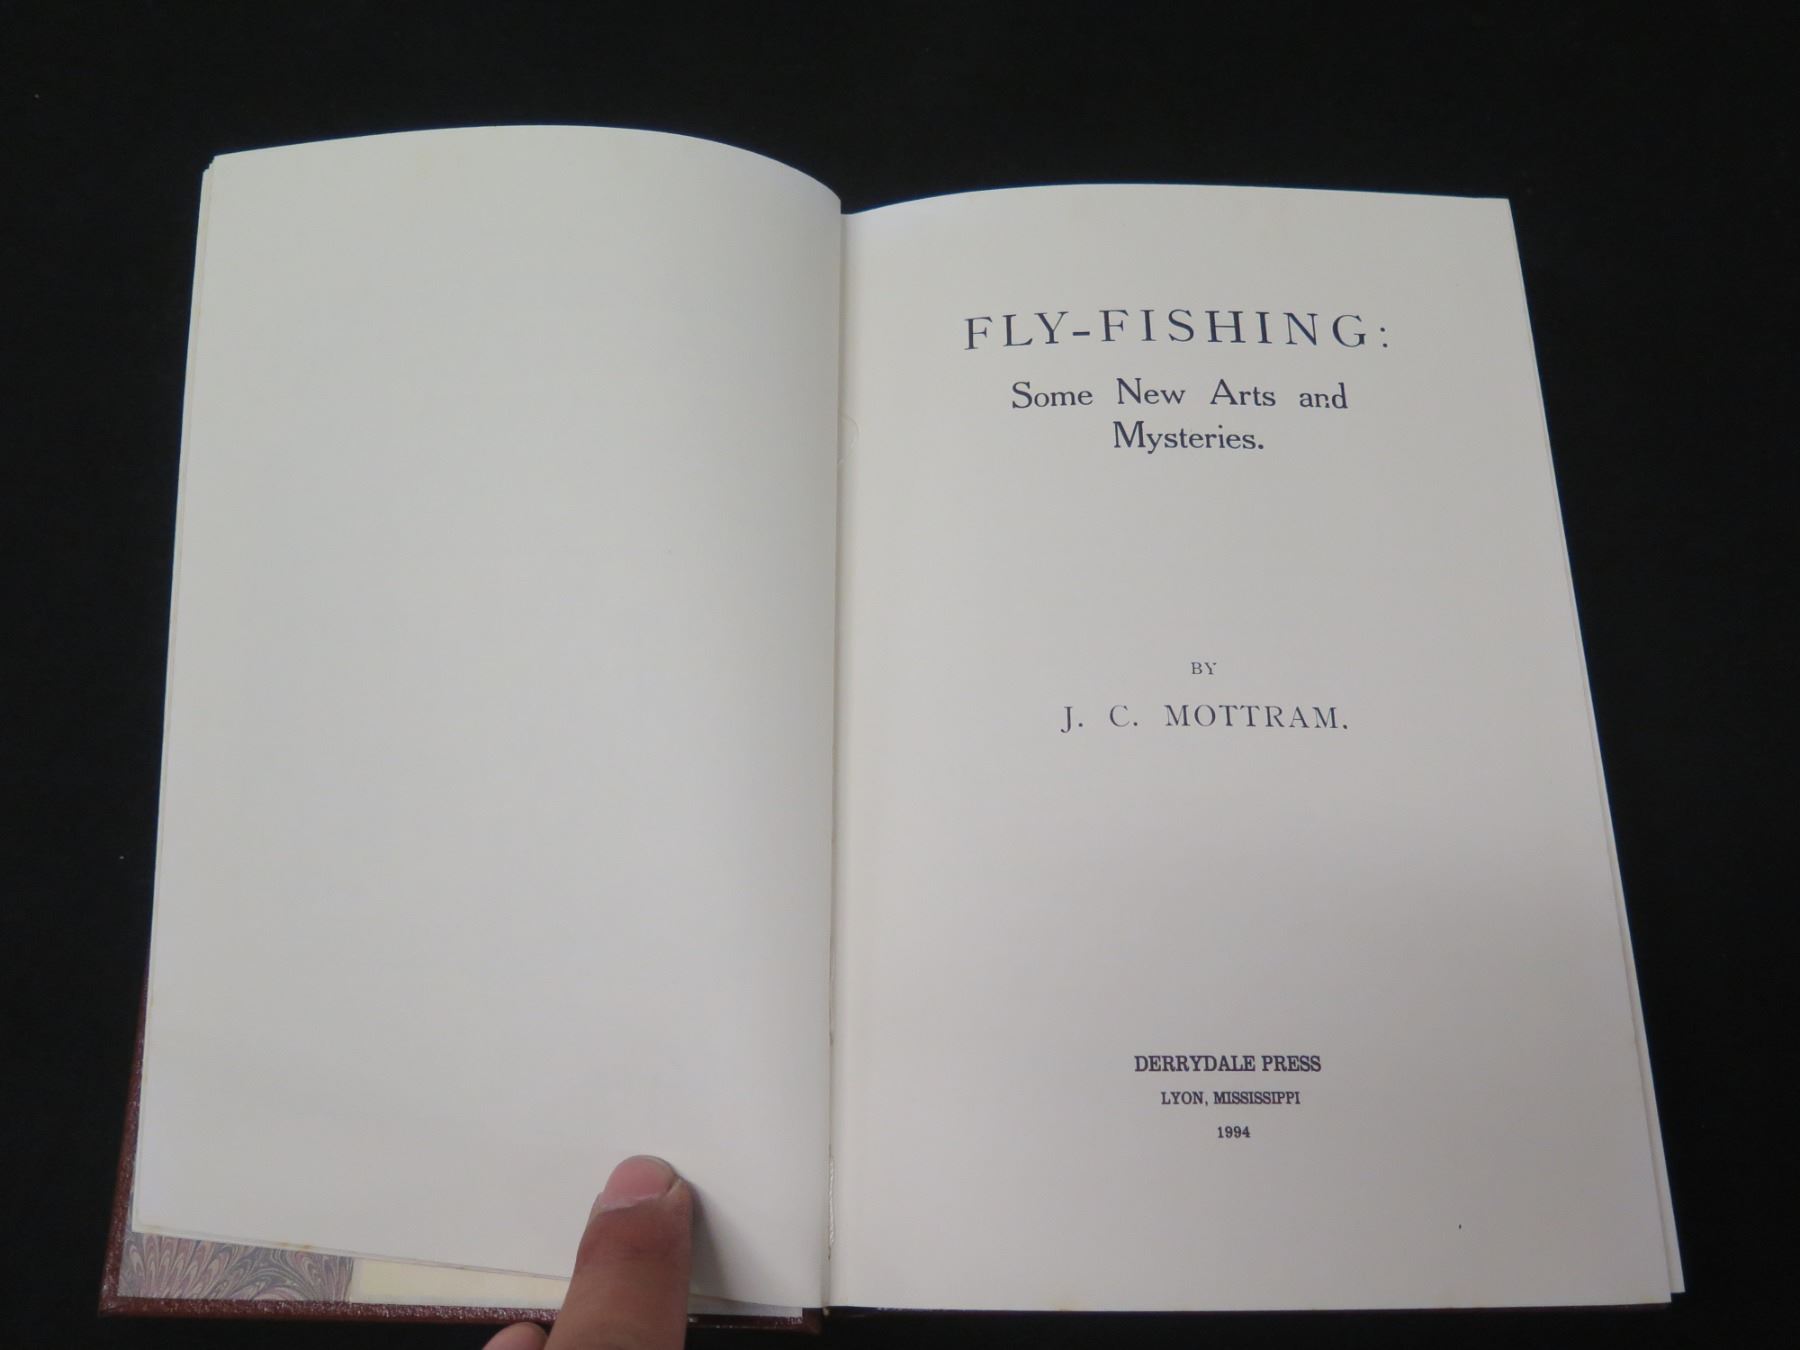 FLY-FISHING:
Some New Arts and
Mysteries.
BY
J. C. MOTTRAM.
DERRYDALE PRESS
LYON, MISSISSIPPI
1994